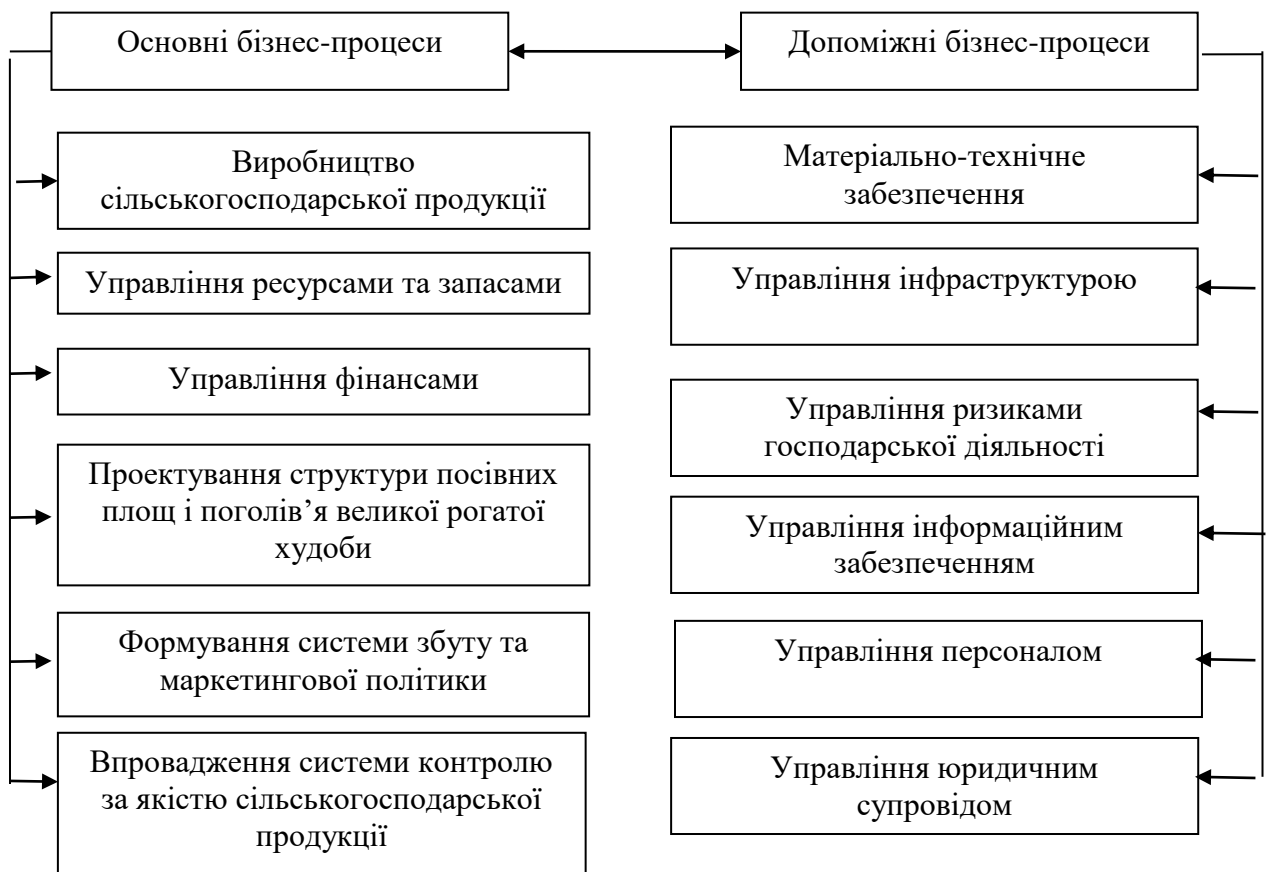 Основні бізнес-процеси
Допоміжні бізнес-процеси
Виробництво
сільськогосподарської продукції
Управління ресурсами та запасами
Управління фінансами
Проектування структури посівних
площ і поголів’я великої рогатої
худоби
Формування системи збуту та
маркетингової політики
Впровадження системи контролю
за якістю сільськогосподарської
продукції
Матеріально-технічне
забезпечення
Управління інфраструктурою
Управління ризиками
господарської діяльності
Управління інформаційним
забезпеченням
Управління персоналом
Управління юридичним
супровідом